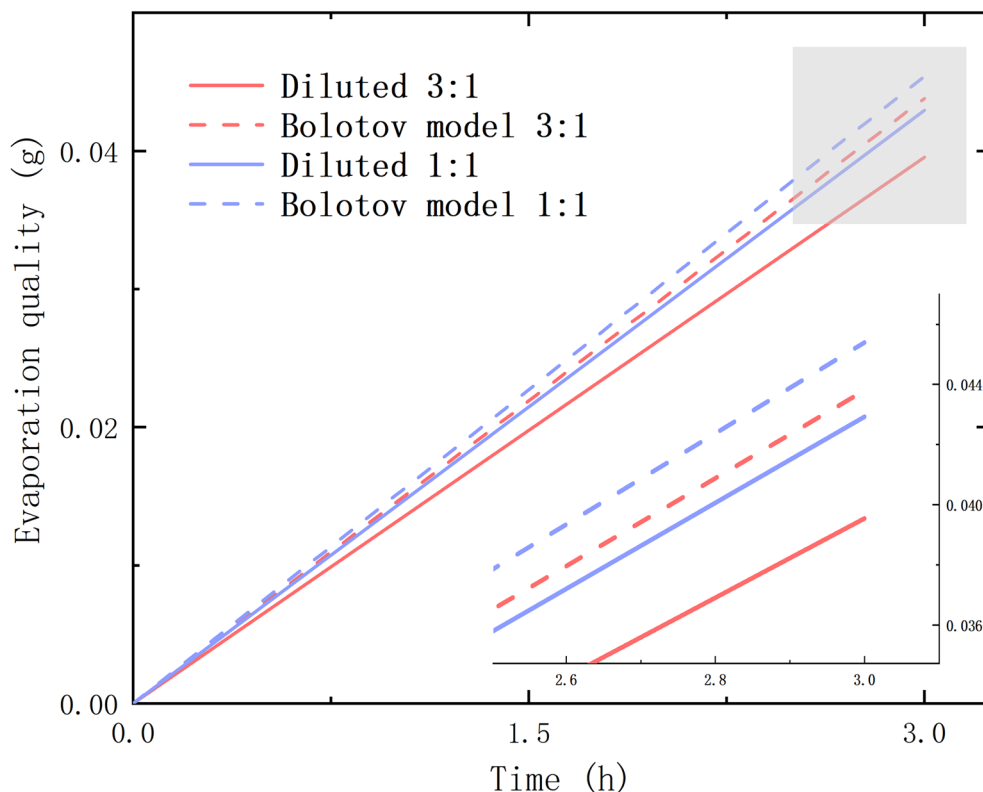 Diluted 3:1
Bolotov model 3:1
Diluted 1:1
Bolotov model 1:1
Evaporation quality (g)
0.04
0.02
0.00
0.044
0.040
0.036
2.6 2.8 3.0
0.0 1.5 3.0
Time (h)